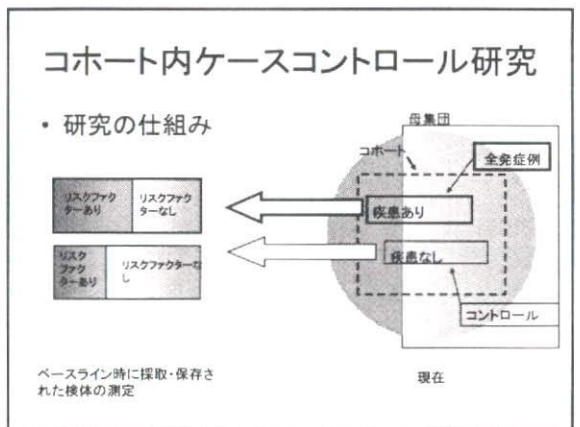 コホート内ケースコントロール研究
・ 研究の仕組み
母集団
コホート
全発症例
リスクファク
ターあり
リスクファク
ターなし
疾患あり
リスク
ファク
ターあり
リスクファクターな
し
疾患なし
コントロール
ベースライン時に採取・保存さ
れた検体の測定
現在